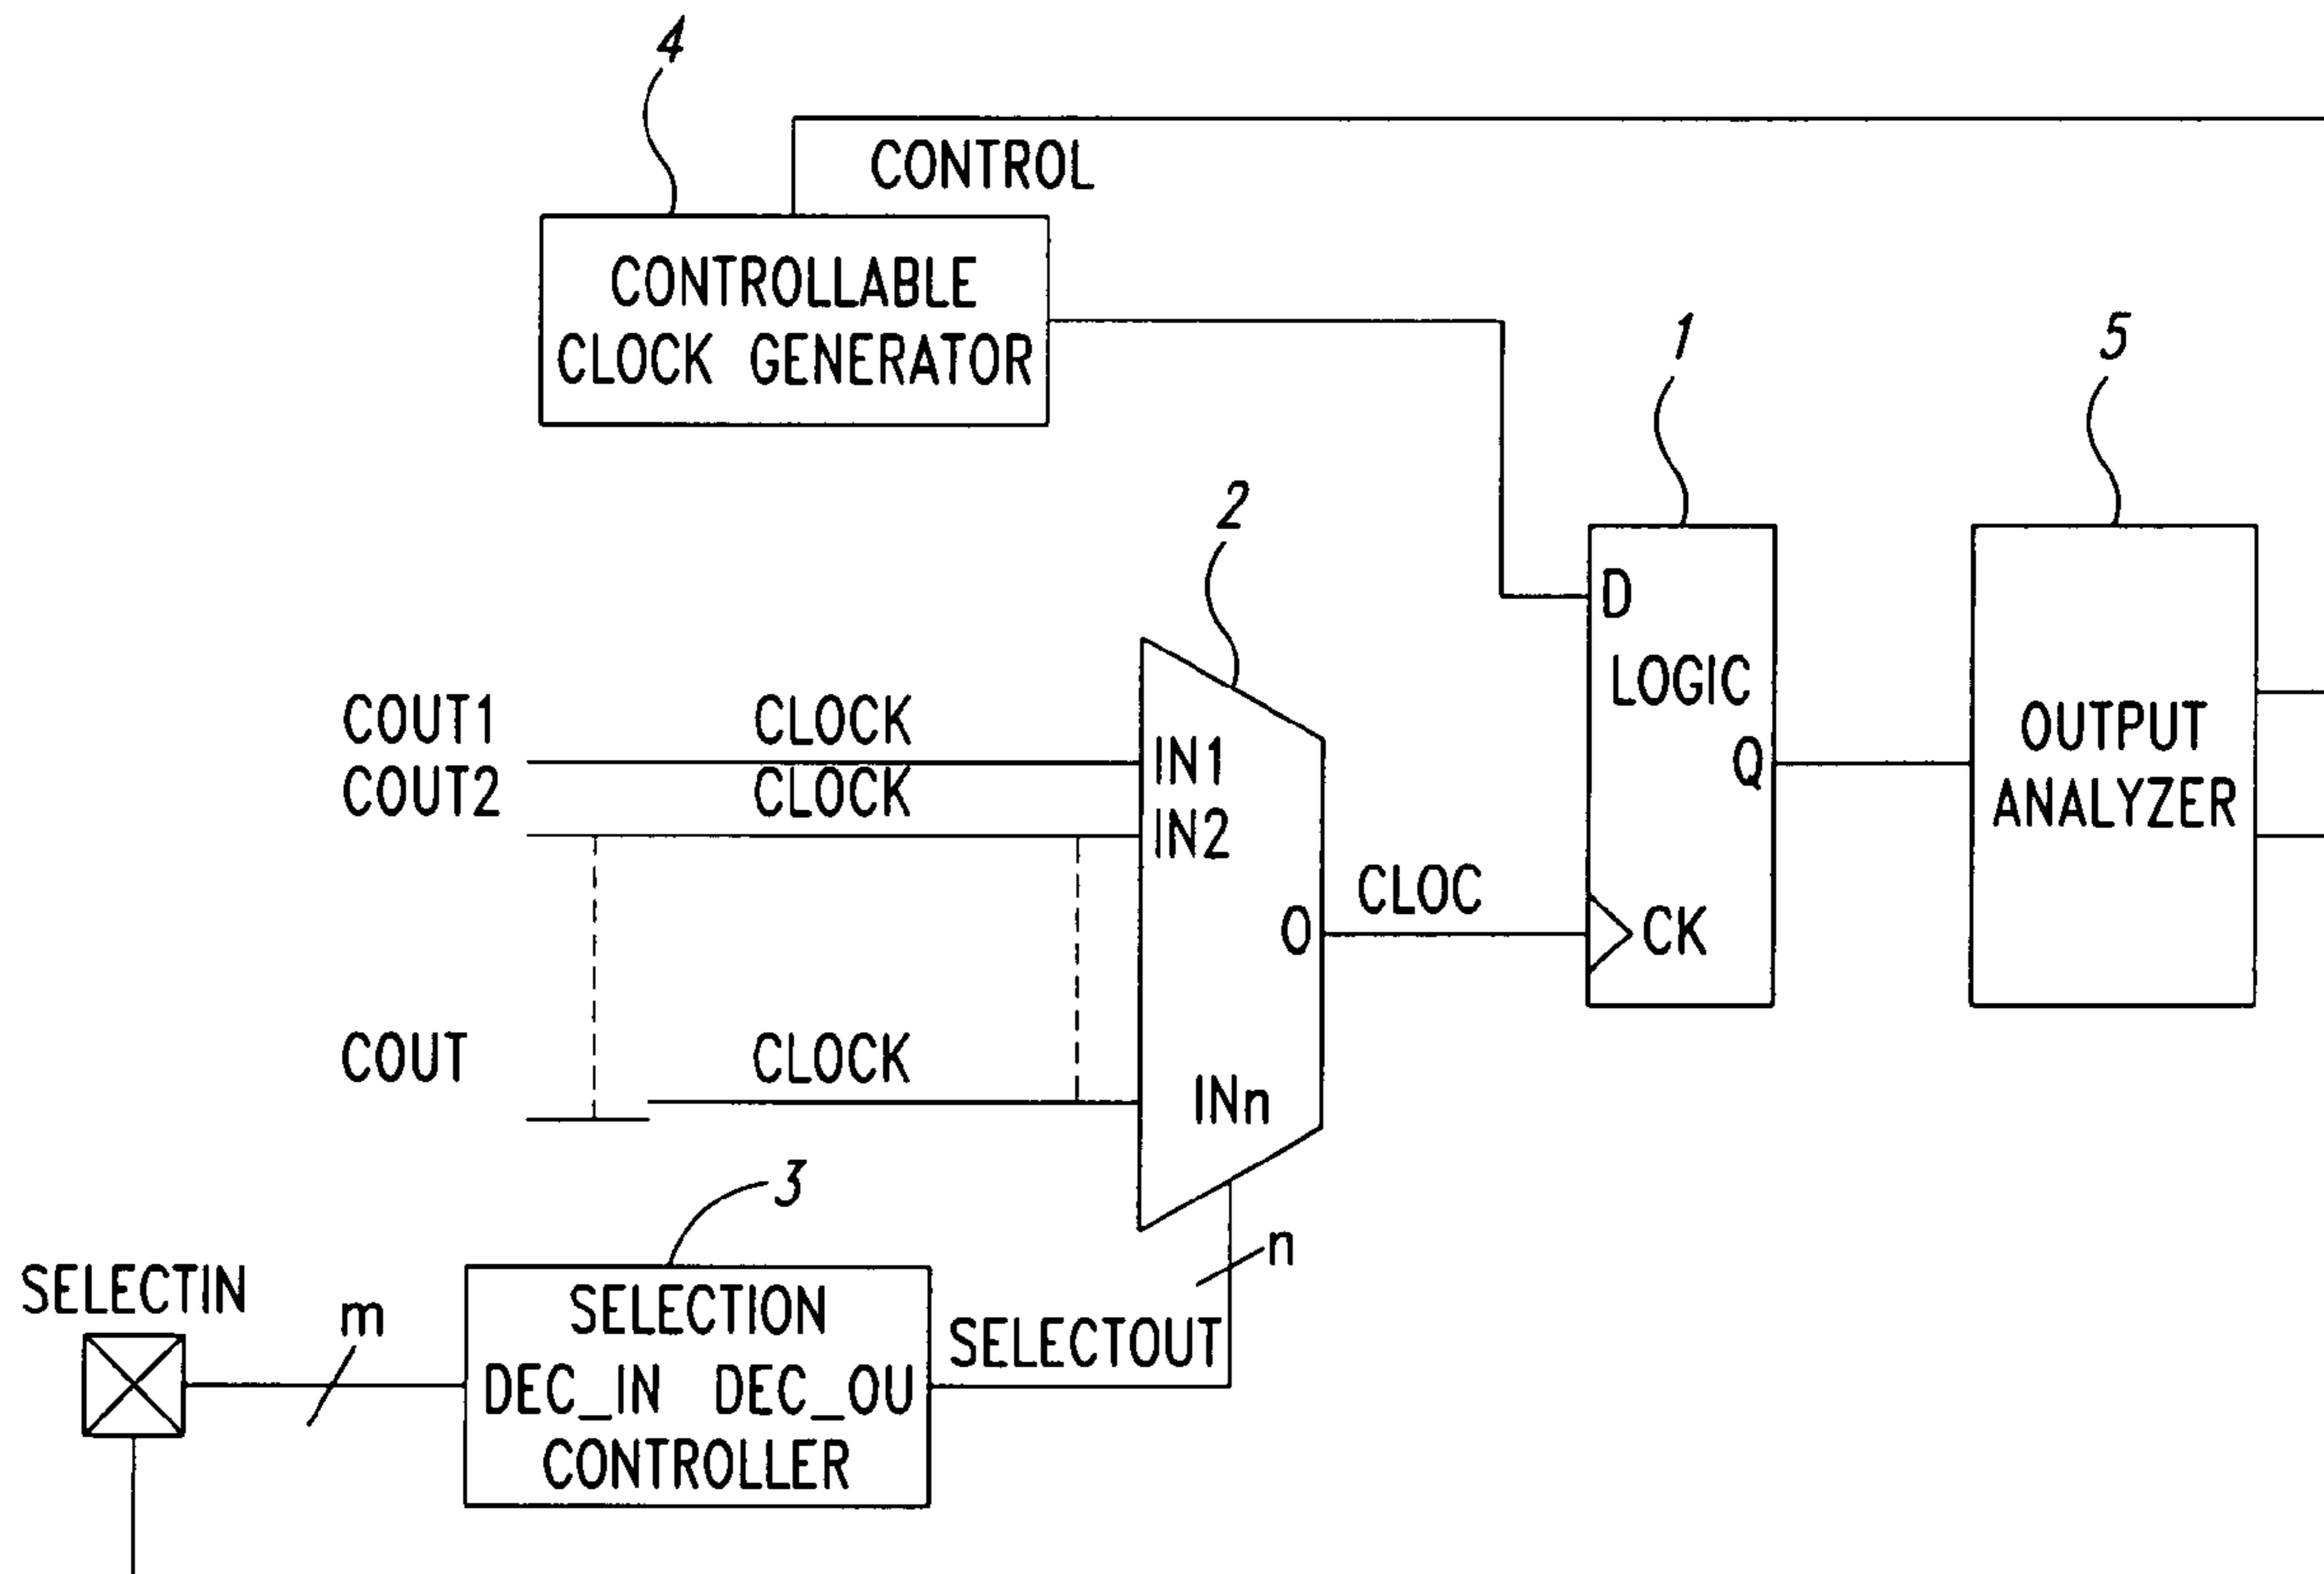 4
CONTROL
CONTROLLABLE
CLOCK GENERATOR
1
5
2
D
LOGIC
Q
CK
OUTPUT
ANALYZER
COUT1
CLOCK
IN1
COUT2
CLOCK
IN2
O
CLOC
COUT
CLOCK
INn
3
n
SELECTIN
m
SELECTION
DEC_IN DEC_OU
CONTROLLER
SELECTOUT